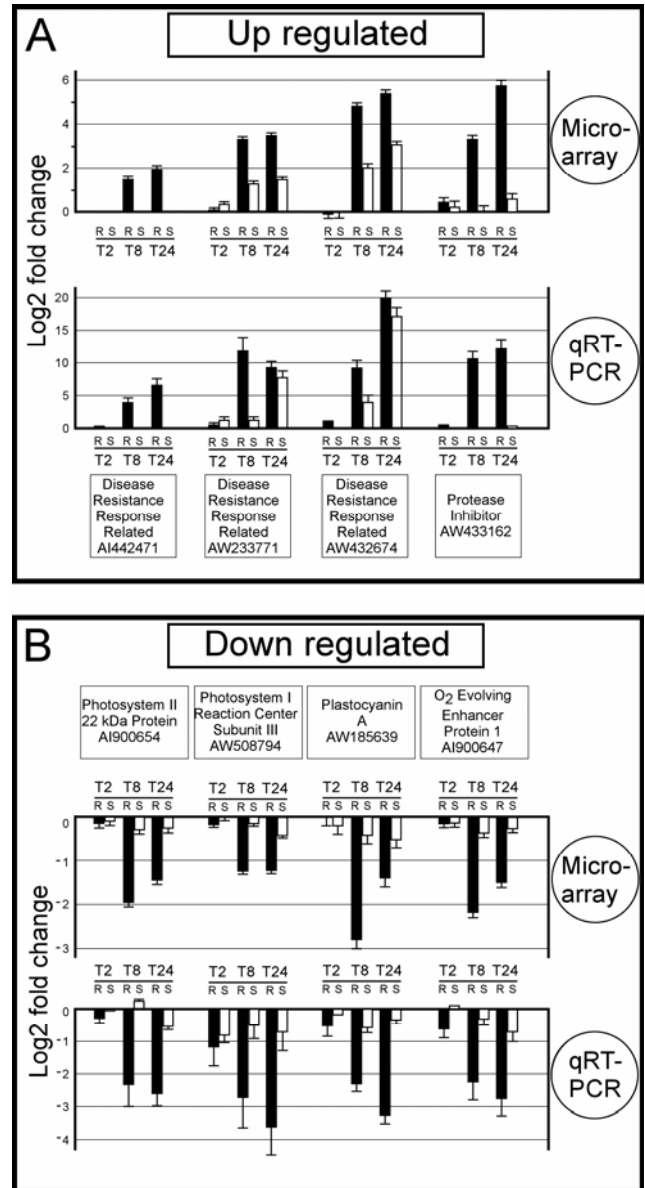 A
Up regulated
Log2 fold change
6
4
2
0
R S R S R S R S R S R S R S R S R S R S R S R S
T2 T8 T24 T2 T8 T24 T2 T8 T24 T2 T8 T24
Micro-
array
20
15
10
5
0
R S R S R S R S R S R S R S R S R S R S R S R S
T2 T8 T24 T2 T8 T24 T2 T8 T24 T2 T8 T24
qRT-
PCR
Disease
Resistance
Response
Related
AI442471
Disease
Resistance
Response
Related
AW233771
Disease
Resistance
Response
Related
AW432674
Protease
Inhibitor
AW433162
B
Down regulated
Photosystem II
22 kDa Protein
AI900654
Photosystem I
Reaction Center
Subunit III
AW508794
Plastocyanin
A
AW185639
O2 Evolving
Enhancer
Protein 1
AI900647
Log2 fold change
T2 T8 T24 T2 T8 T24 T2 T8 T24 T2 T8 T24
R S R S R S R S R S R S R S R S R S R S R S R S
0
-1
-2
-3
Micro-
array
T2 T8 T24 T2 T8 T24 T2 T8 T24 T2 T8 T24
R S R S R S R S R S R S R S R S R S R S R S R S
0
-1
-2
-3
-4
qRT-
PCR